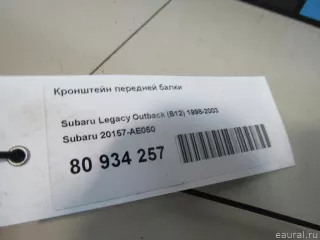 Кронштейн передней балки
Subaru Legacy Outback (B12) 1998-2003
Subaru 20157-AE050
80 934 257
eaural.ru